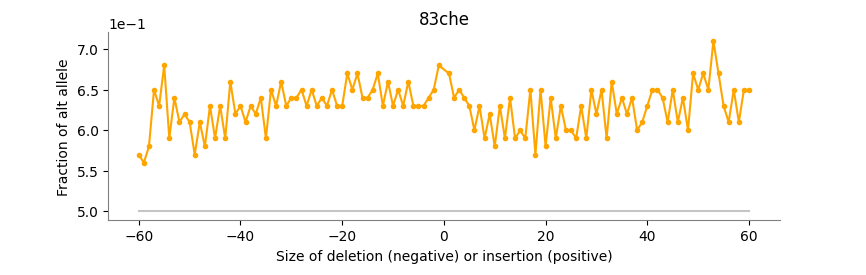 83che
1e−1
7.0
6.5
6.0
5.5
5.0
Fraction of alt allele
−60 −40 −20 0 20 40 60
Size of deletion (negative) or insertion (positive)